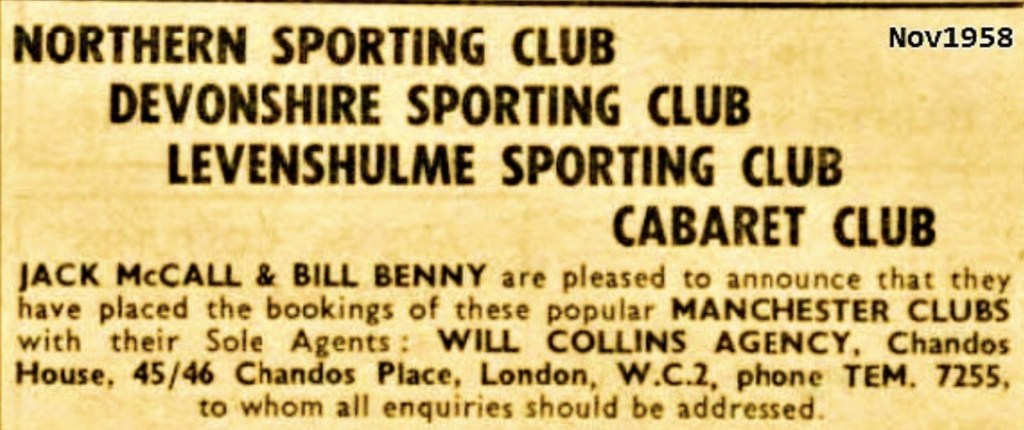 Nov1958
NORTHERN SPORTING CLUB
DEVONSHIRE SPORTING CLUB
LEVENSHULME SPORTING CLUB
CABARET CLUB
JACK McCALL & BILL BENNY are pleased to announce that they
have placed the bookings of these popular MANCHESTER CLUBS
with their Sole Agents: WILL COLLINS AGENCY, Chandos
House, 45/46 Chandos Place, London, W.C.2, phone TEM. 7255,
to whom all enquiries should be addressed.